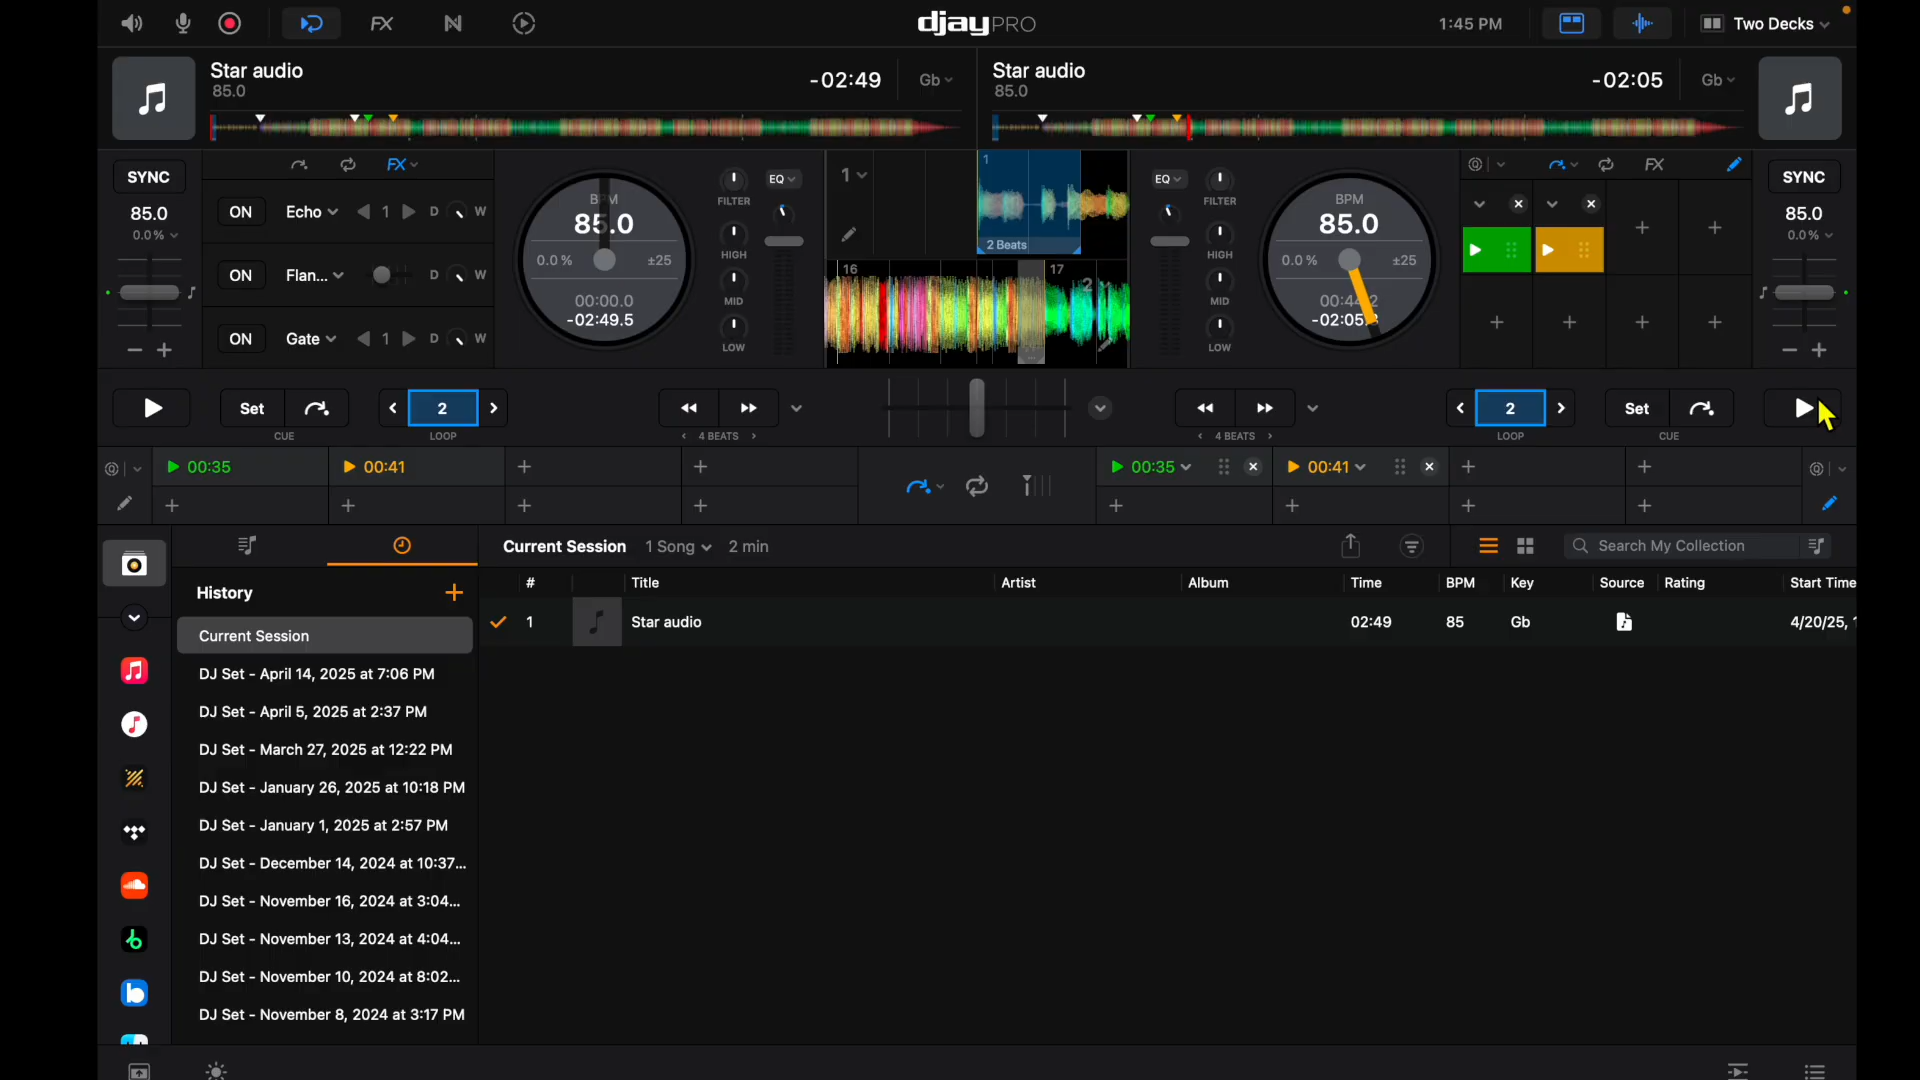 FX
djay PRO
1:45 PM
Two Decks
Star audio
85.0
-02:49
Gb
Star audio
85.0
-02:05
Gb
SYNC
85.0
0.0 %
FX
ON Echo 1 D W
ON Flan... D W
ON Gate 1 D W
BPM
85.0
0.0 % ±25
00:00.0
-02:49.5
FILTER
HIGH
MID
LOW
EQ
1
1
2 Beats
16
17
2
EQ
FILTER
HIGH
MID
LOW
BPM
85.0
0.0 % ±25
FX
SYNC
85.0
0.0 %
Set
CUE
2
LOOP
4 BEATS
4 BEATS
2
LOOP
Set
CUE
00:35
00:41
00:35
00:41
Current Session 1 Song 2 min
Search My Collection
# Title Artist Album Time BPM Key Source Rating Start Time
1 Star audio 02:49 85 Gb 4/20/25,
History
Current Session
DJ Set - April 14, 2025 at 7:06 PM
DJ Set - April 5, 2025 at 2:37 PM
DJ Set - March 27, 2025 at 12:22 PM
DJ Set - January 26, 2025 at 10:18 PM
DJ Set - January 1, 2025 at 2:57 PM
DJ Set - December 14, 2024 at 10:37...
DJ Set - November 16, 2024 at 3:04...
DJ Set - November 13, 2024 at 4:04...
DJ Set - November 10, 2024 at 8:02...
DJ Set - November 8, 2024 at 3:17 PM